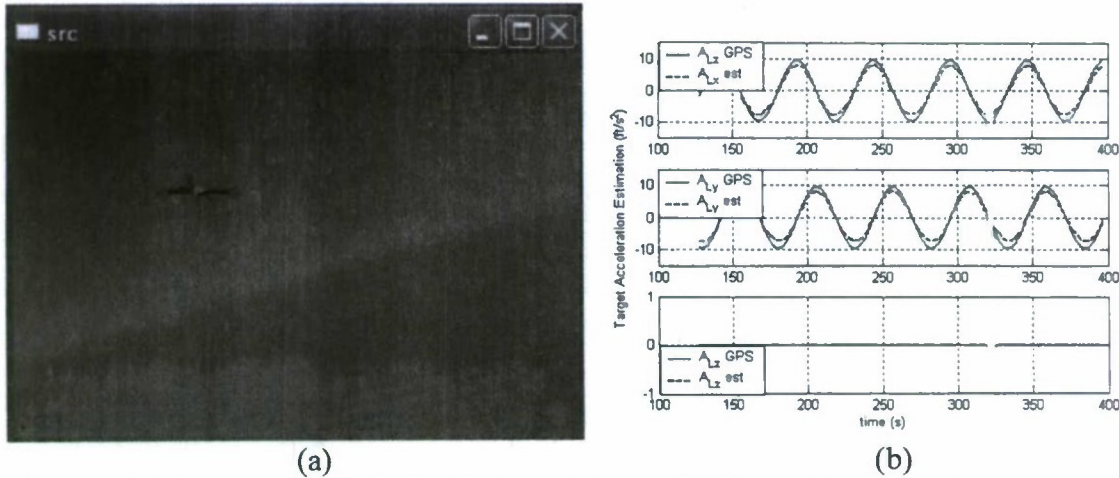 src
A_Lx GPS
A_Lx est
10
0
-10
100 150 200 250 300 350 400
A_Ly GPS
A_Ly est
10
0
-10
100 150 200 250 300 350 400
Target Acceleration Estimation (ft/s²)
1
0
-1
A_Lz GPS
A_Lz est
100 150 200 250 300 350 400
time (s)
(a)
(b)